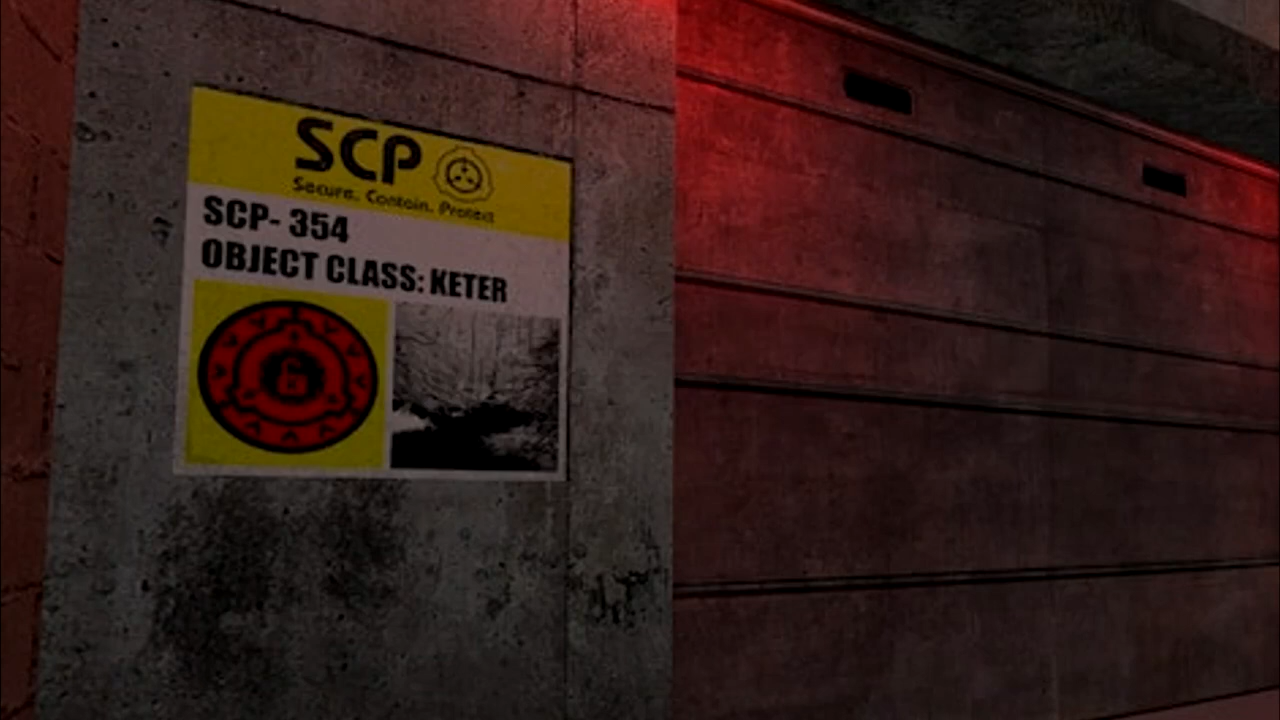 SCP
Secure. Contain. Protect
SCP- 354
OBJECT CLASS: KETER
6